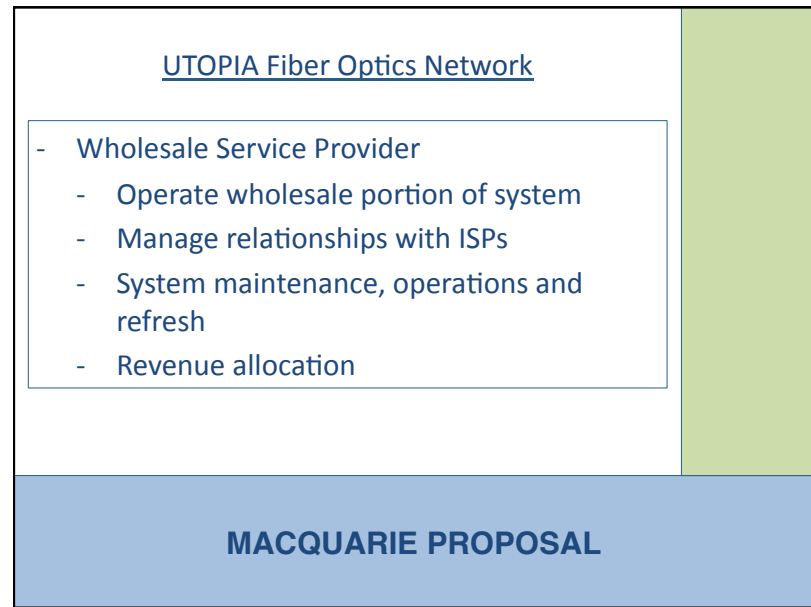 UTOPIA Fiber Optics Network
- Wholesale Service Provider
- Operate wholesale portion of system
- Manage relationships with ISPs
- System maintenance, operations and
refresh
- Revenue allocation
MACQUARIE PROPOSAL